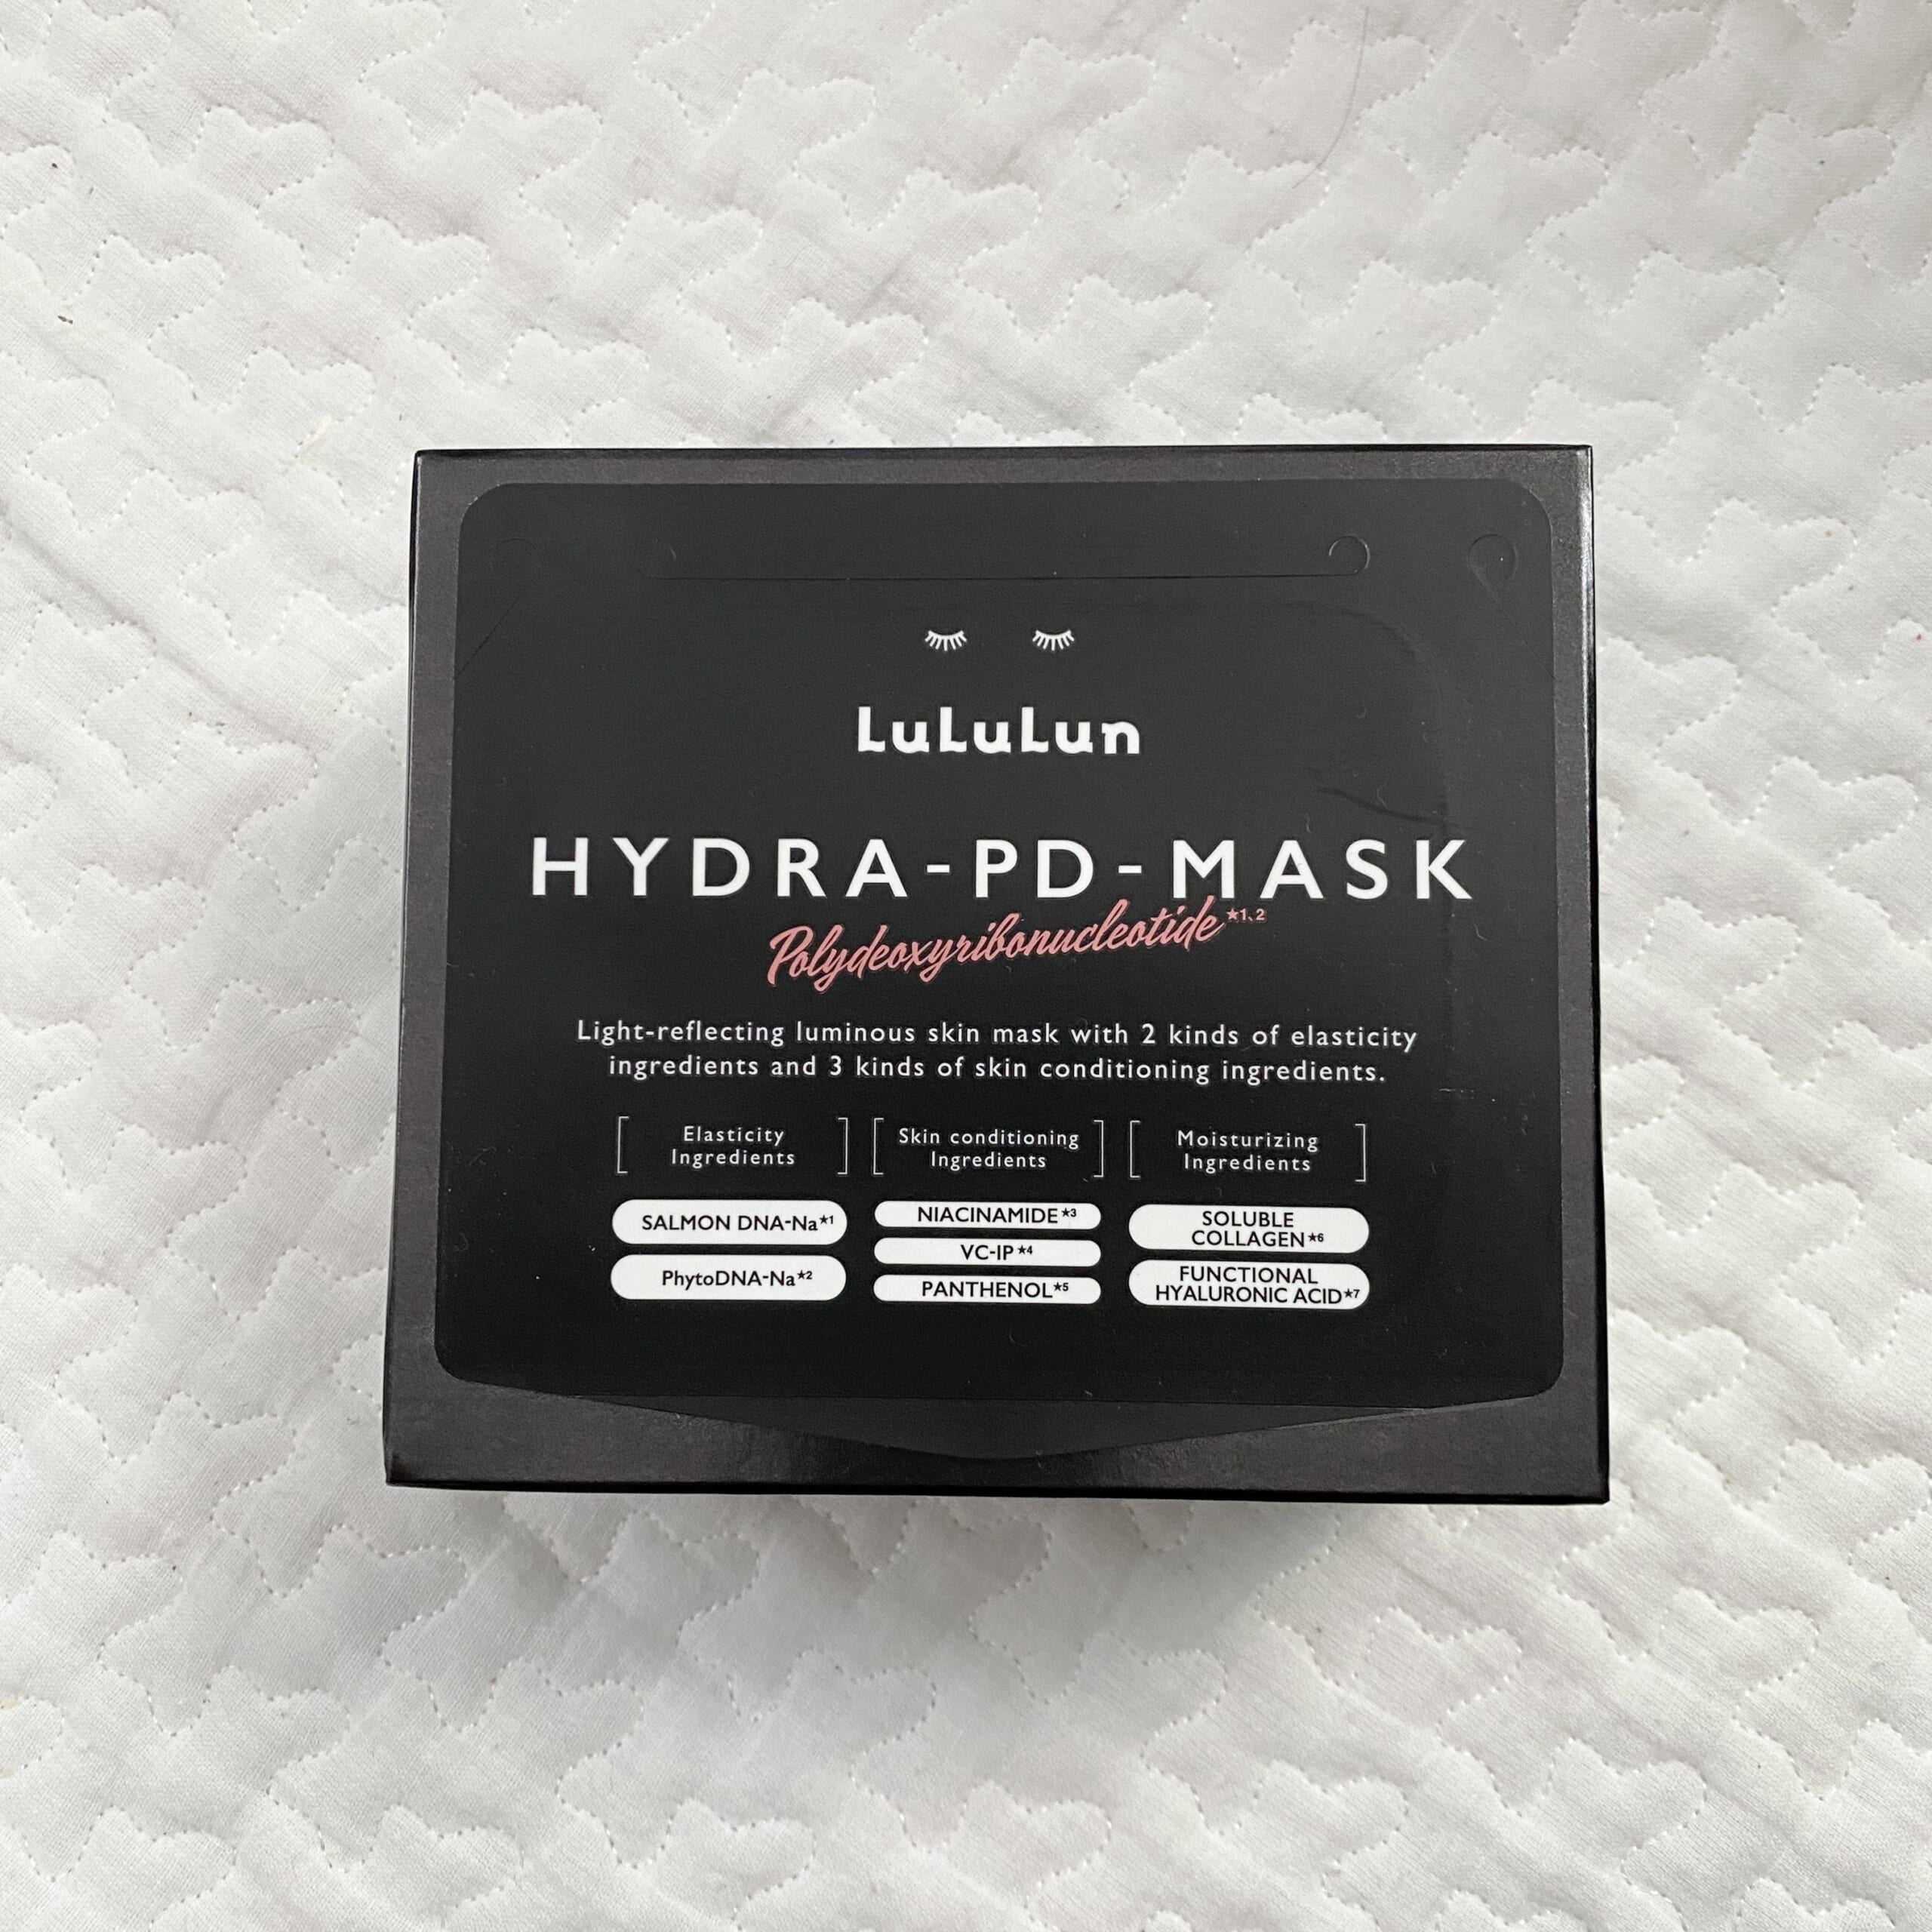 LuLuLun
HYDRA-PD-MASK
Polydeoxyribonucleotide★1、2
Light-reflecting luminous skin mask with 2 kinds of elasticity
ingredients and 3 kinds of skin conditioning ingredients.
Elasticity
Ingredients
SALMON DNA-Na★1
PhytoDNA-Na★2
Skin conditioning
Ingredients
NIACINAMIDE★3
VC-IP★4
PANTHENOL★5
Moisturizing
Ingredients
SOLUBLE
COLLAGEN★6
FUNCTIONAL
HYALURONIC ACID★7